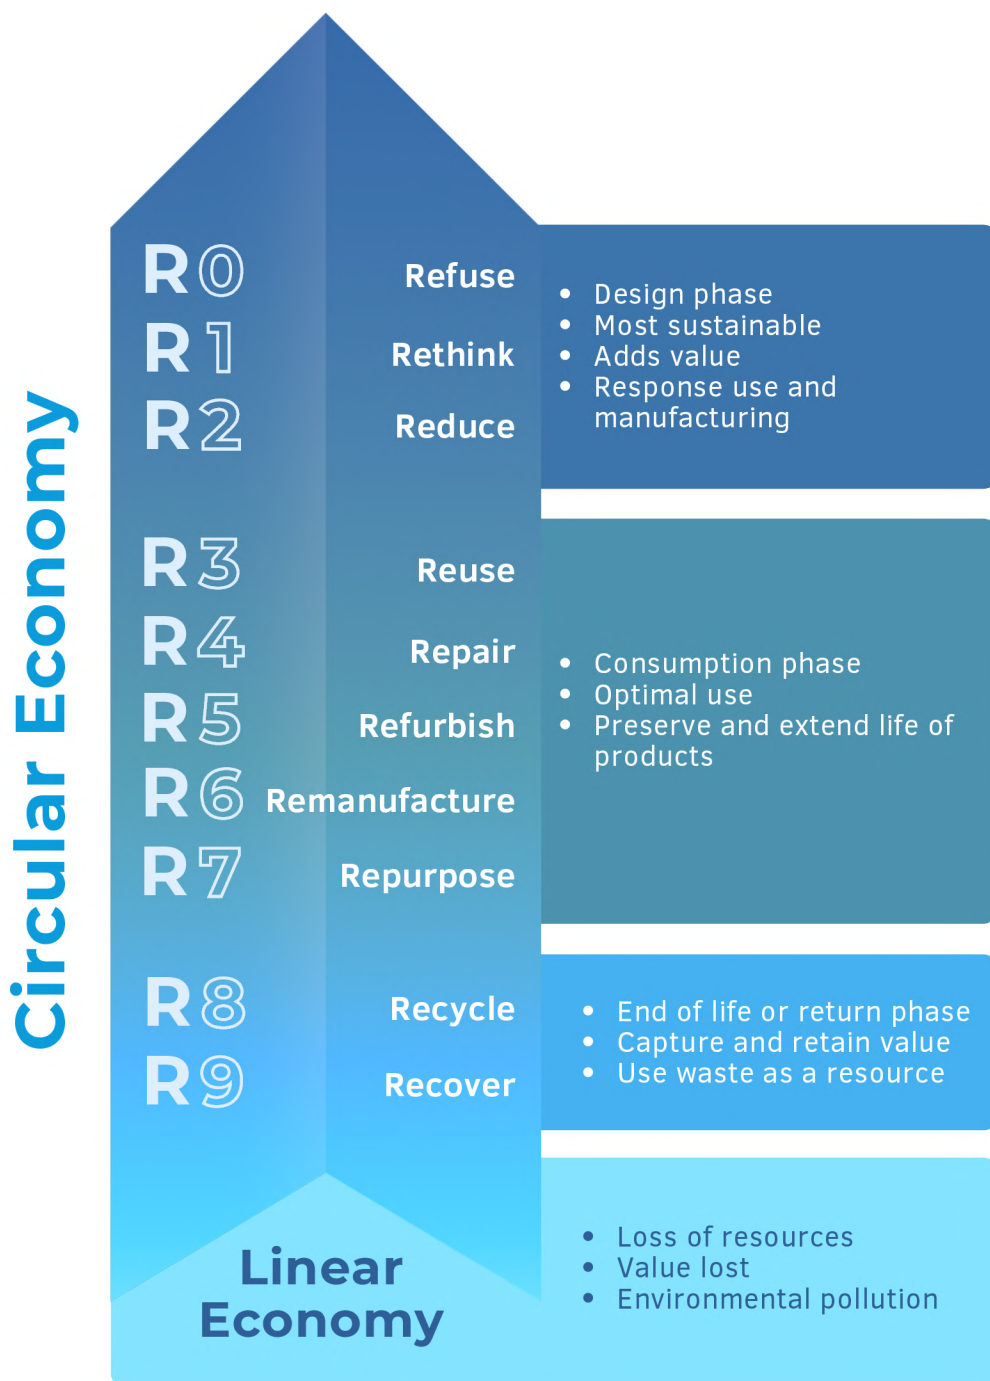 Circular Economy
R0 Refuse
R1 Rethink
R2 Reduce
• Design phase
• Most sustainable
• Adds value
• Response use and
manufacturing
R3 Reuse
R4 Repair
R5 Refurbish
R6 Remanufacture
R7 Repurpose
• Consumption phase
• Optimal use
• Preserve and extend life of
products
R8 Recycle
R9 Recover
• End of life or return phase
• Capture and retain value
• Use waste as a resource
Linear
Economy
• Loss of resources
• Value lost
• Environmental pollution